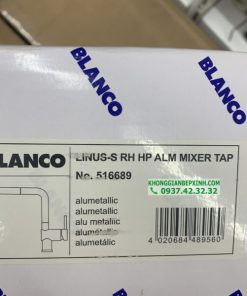 BLANCO
BLANCO
BLANCO
LINUS-S RH HP ALM MIXER TAP
No. 516689
KHONGGIANBEPXINH.COM
0937.42.32.32
alumetallic
alumetallic
alu metallic
alumétallic
alumetálic
4 020684 489560